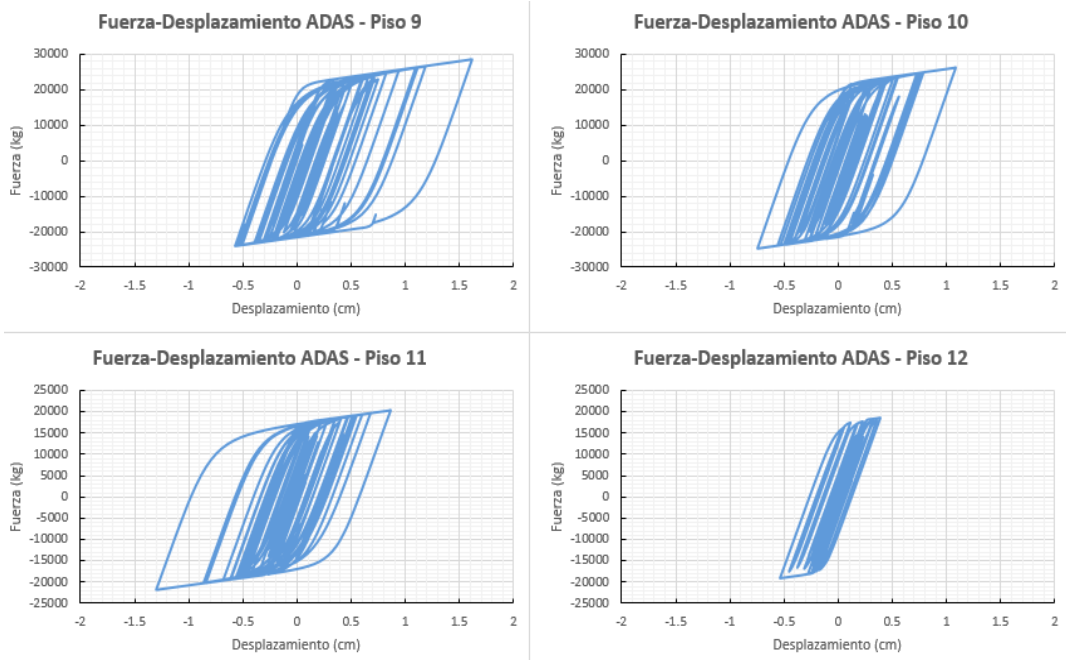 Fuerza-Desplazamiento ADAS - Piso 9
Fuerza (kg)
30000
20000
10000
0
-10000
-20000
-30000
-2 -1.5 -1 -0.5 0 0.5 1 1.5 2
Desplazamiento (cm)
Fuerza-Desplazamiento ADAS - Piso 10
Fuerza (kg)
30000
20000
10000
0
-10000
-20000
-30000
-2 -1.5 -1 -0.5 0 0.5 1 1.5 2
Desplazamiento (cm)
Fuerza-Desplazamiento ADAS - Piso 11
Fuerza (kg)
25000
20000
15000
10000
5000
0
-5000
-10000
-15000
-20000
-25000
-2 -1.5 -1 -0.5 0 0.5 1 1.5 2
Desplazamiento (cm)
Fuerza-Desplazamiento ADAS - Piso 12
Fuerza (kg)
25000
20000
15000
10000
5000
0
-5000
-10000
-15000
-20000
-25000
-2 -1.5 -1 -0.5 0 0.5 1 1.5 2
Desplazamiento (cm)